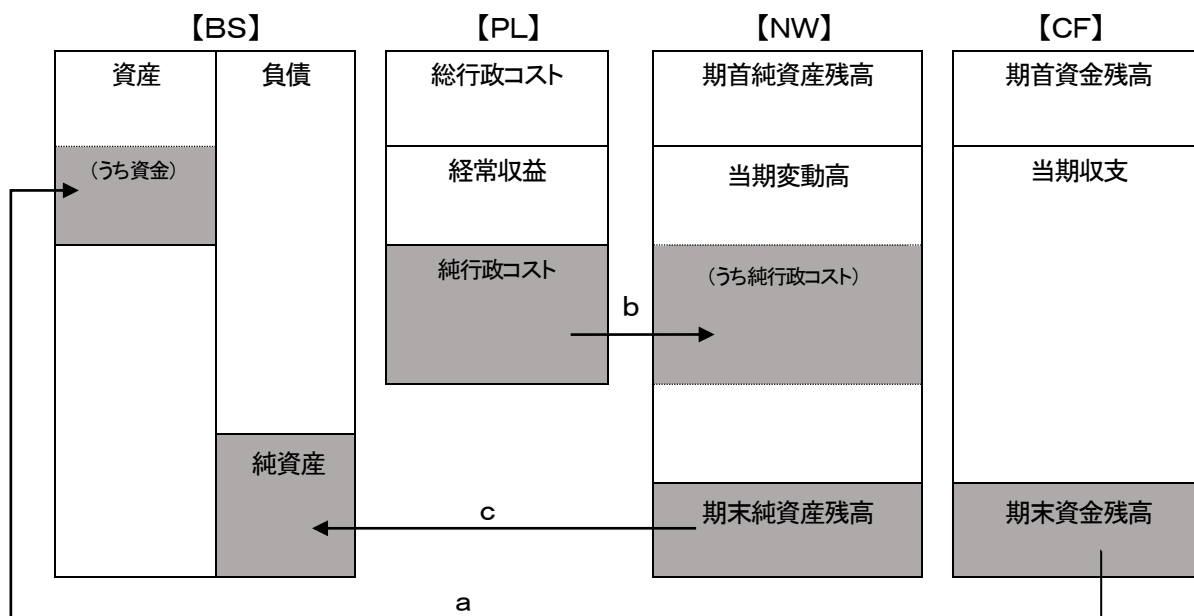 【BS】 【PL】 【NW】 【CF】
資産 負債 総行政コスト 期首純資産残高 期首資金残高
(うち資金) 経常収益 当期変動高 当期収支
純行政コスト (うち純行政コスト)
b
純資産
c 期末純資産残高 期末資金残高
a